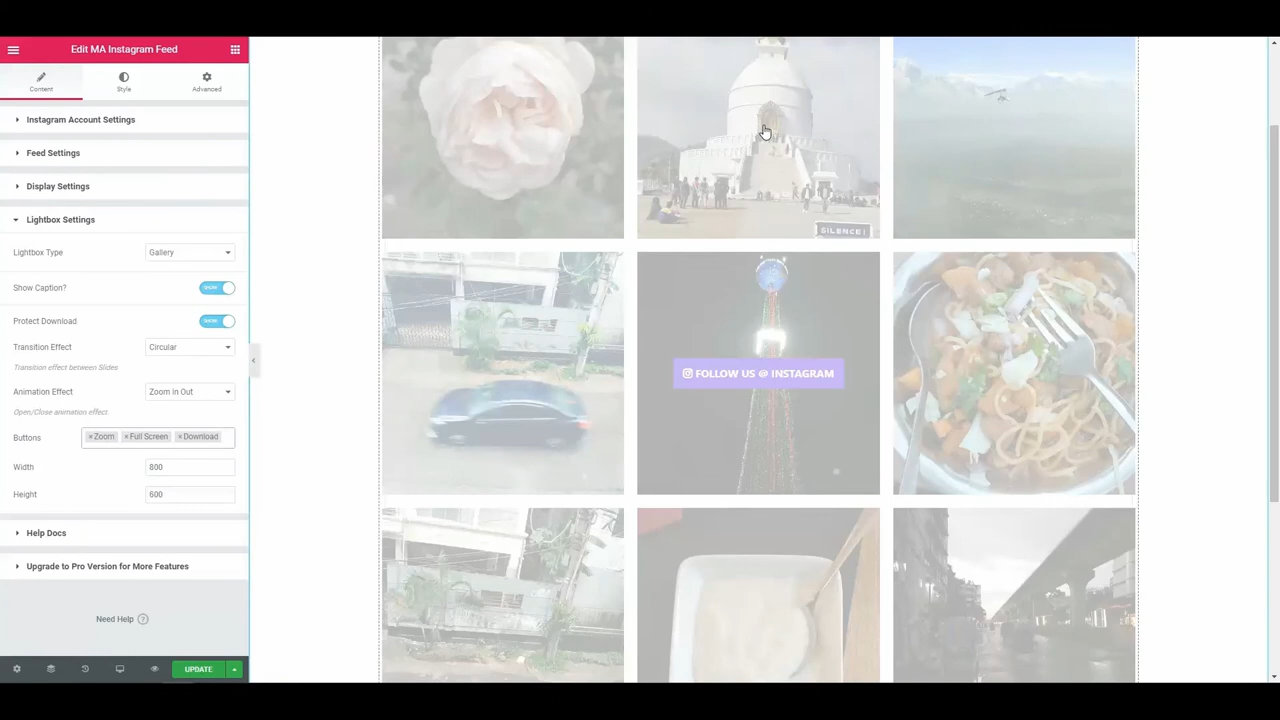 Edit MA Instagram Feed
Content
Style
Advanced
Instagram Account Settings
Feed Settings
Display Settings
Lightbox Settings
Lightbox Type
Gallery
Show Caption?
SHOW
Protect Download
SHOW
Transition Effect
Circular
Transition effect between Slides
Animation Effect
Zoom in Out
Open/Close animation effect
Buttons
× Zoom × Full Screen × Download
Width
800
Height
600
Help Docs
Upgrade to Pro Version for More Features
Need Help ?
UPDATE
SILENCE!
FOLLOW US @ INSTAGRAM